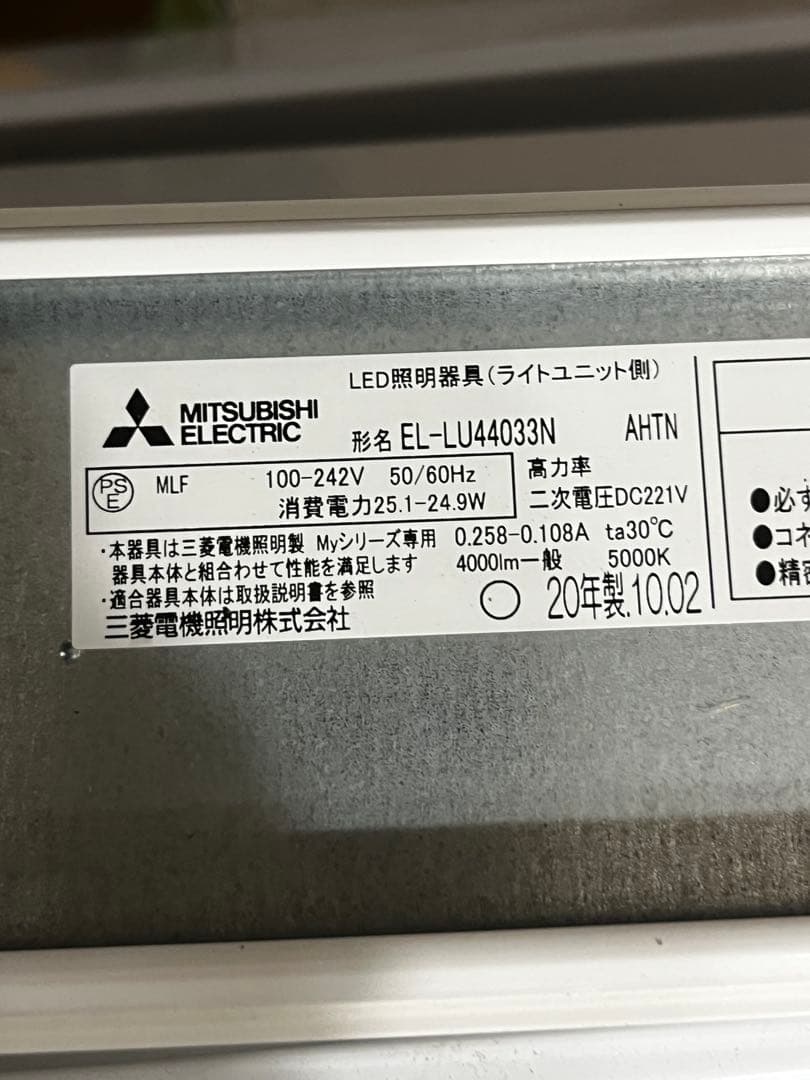 LED照明器具(ライトユニット側)
MITSUBISHI
ELECTRIC
形名 EL-LU44033N AHTN
PS
E
MLF 100-242V 50/60Hz
消費電力25.1-24.9W
高力率
二次電圧DC221V
・本器具は三菱電機照明製 Myシリーズ専用 0.258-0.108A ta30℃
器具本体と組合わせて性能を満足します 4000lm一般 5000K
・適合器具本体は取扱説明書を参照
20年製.10.02
三菱電機照明株式会社
●必ず
●コネ
●精密